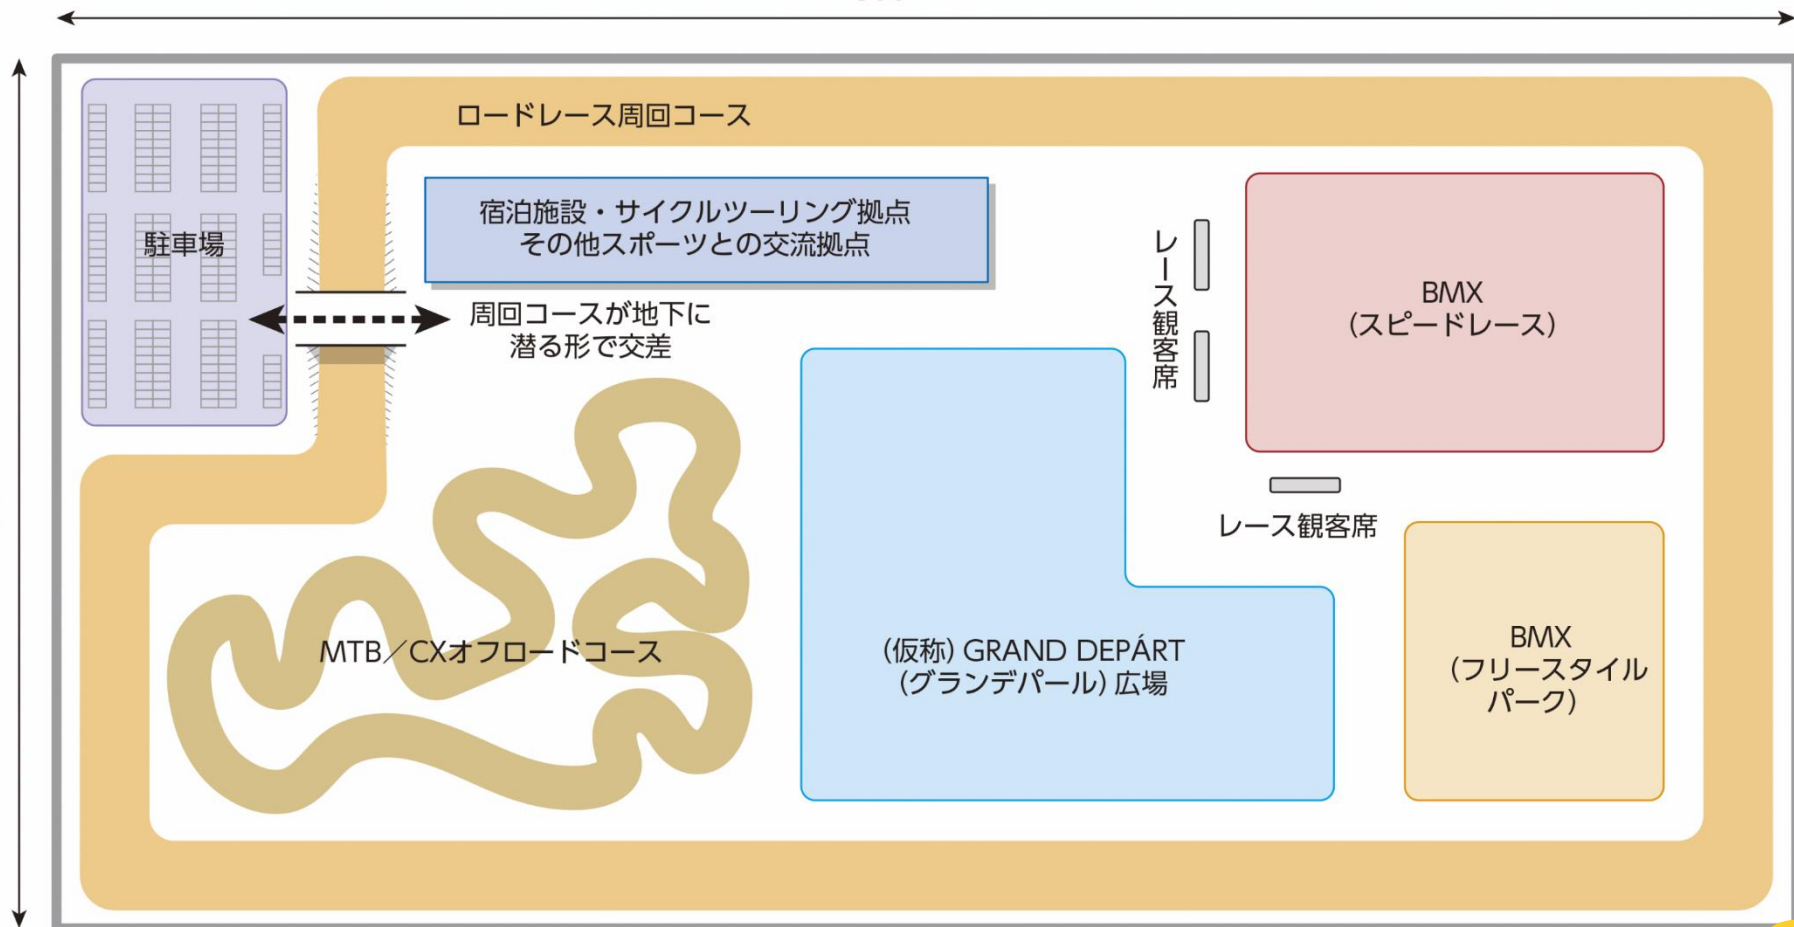 ロードレース周回コース
宿泊施設・サイクルツーリング拠点
その他スポーツとの交流拠点
駐車場
周回コースが地下に
潜る形で交差
レース観客席
BMX
(スピードレース)
レース観客席
MTB／CXオフロードコース
(仮称) GRAND DEPÁRT
(グランデパール) 広場
BMX
(フリースタイル
パーク)